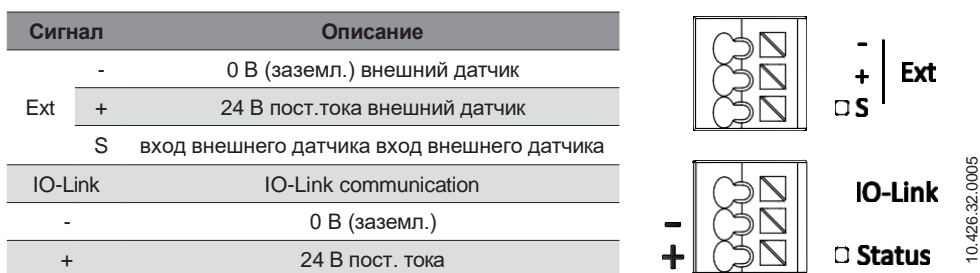 Сигнал Описание
Ext - 0 В (заземл.) внешний датчик
+ 24 В пост.тока внешний датчик
S вход внешнего датчика вход внешнего датчика
IO-Link IO-Link communication
- 0 В (заземл.)
+ 24 В пост. тока
-
+ Ext
S
IO-Link
-
+ Status
10.426.32.0005